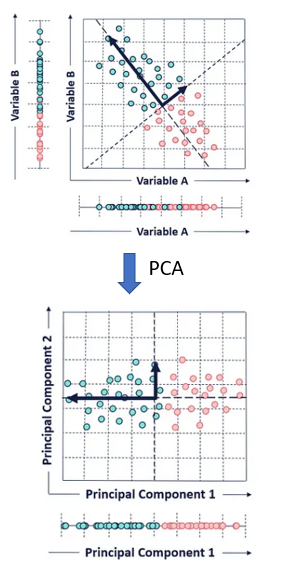 Variable B
Variable B
Variable A
Variable A
PCA
Principal Component 2
Principal Component 1
Principal Component 1